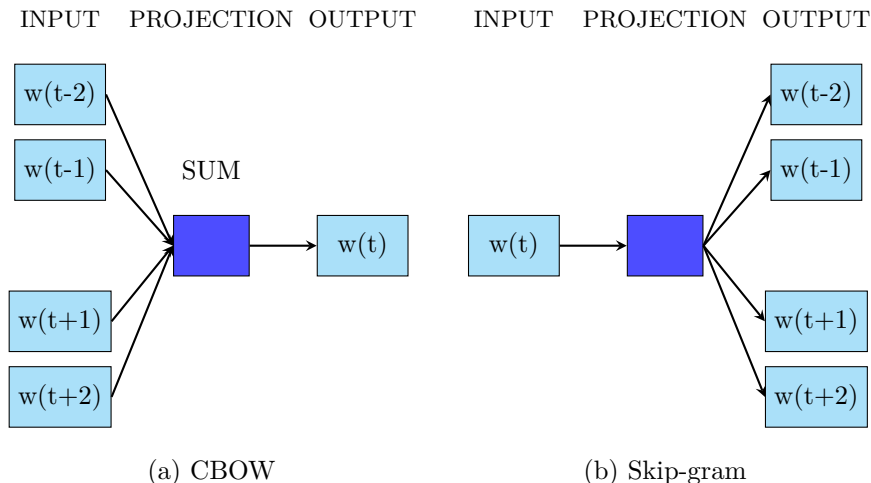 INPUT PROJECTION OUTPUT
w(t-2)
w(t-1)
SUM
w(t)
w(t+1)
w(t+2)
(a) CBOW
INPUT PROJECTION OUTPUT
w(t-2)
w(t-1)
w(t)
w(t+1)
w(t+2)
(b) Skip-gram